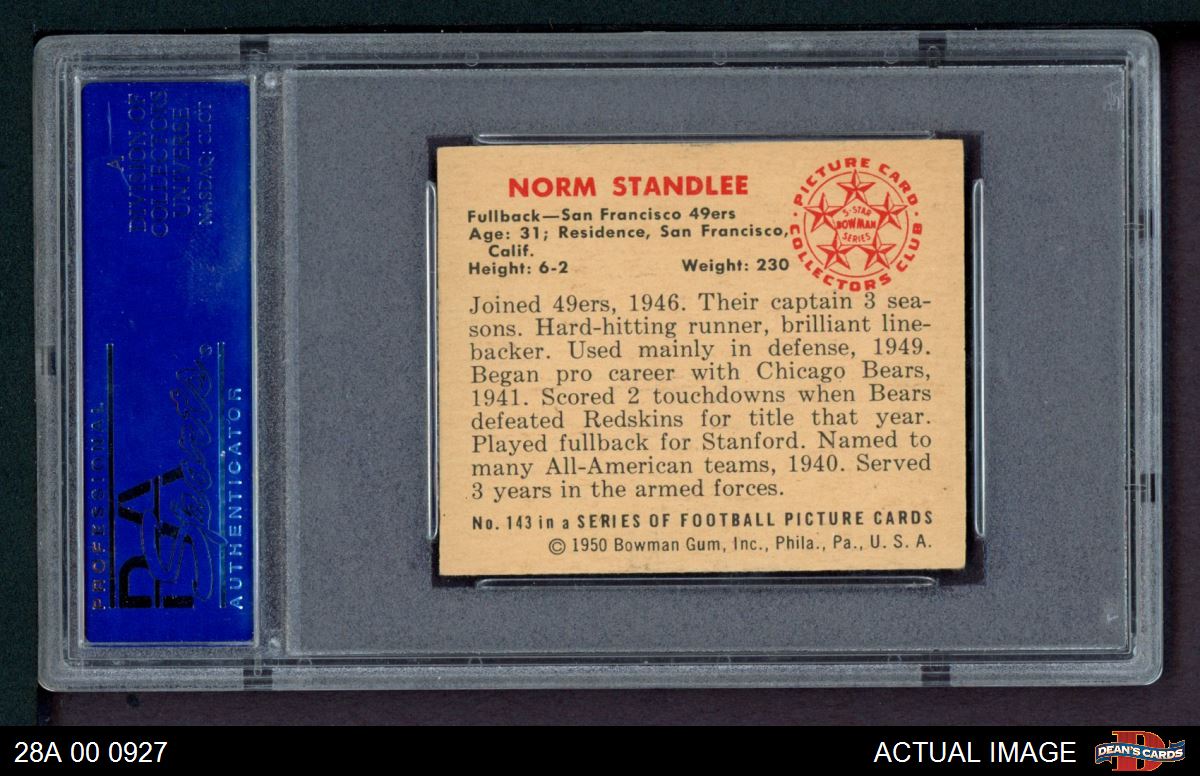 DIVISION OF
COLLECTORS
UNIVERSE
NASDAQ: CLCT
PROFESSIONAL
PSA
Sports
AUTHENTICATOR
NORM STANDLEE
Fullback—San Francisco 49ers
Age: 31; Residence, San Francisco,
Calif.
Height: 6-2 Weight: 230
PICTURE CARD
COLLECTORS CLUB
5-STAR
BOWMAN
SERIES
Joined 49ers, 1946. Their captain 3 sea-
sons. Hard-hitting runner, brilliant line-
backer. Used mainly in defense, 1949.
Began pro career with Chicago Bears,
1941. Scored 2 touchdowns when Bears
defeated Redskins for title that year.
Played fullback for Stanford. Named to
many All-American teams, 1940. Served
3 years in the armed forces.
No. 143 in a SERIES OF FOOTBALL PICTURE CARDS
© 1950 Bowman Gum, Inc., Phila., Pa., U. S. A.
28A 00 0927
ACTUAL IMAGE
DEAN'S CARDS